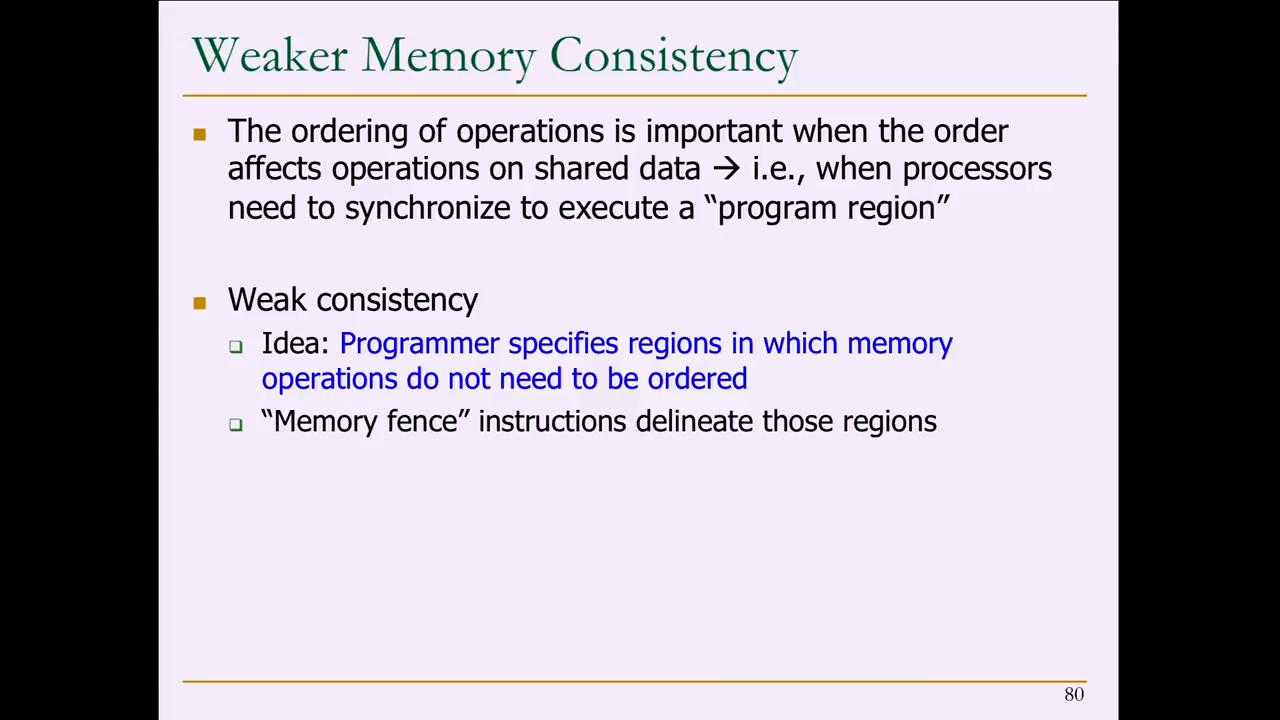 Weaker Memory Consistency
The ordering of operations is important when the order
affects operations on shared data → i.e., when processors
need to synchronize to execute a “program region”
Weak consistency
Idea: Programmer specifies regions in which memory
operations do not need to be ordered
“Memory fence” instructions delineate those regions
80